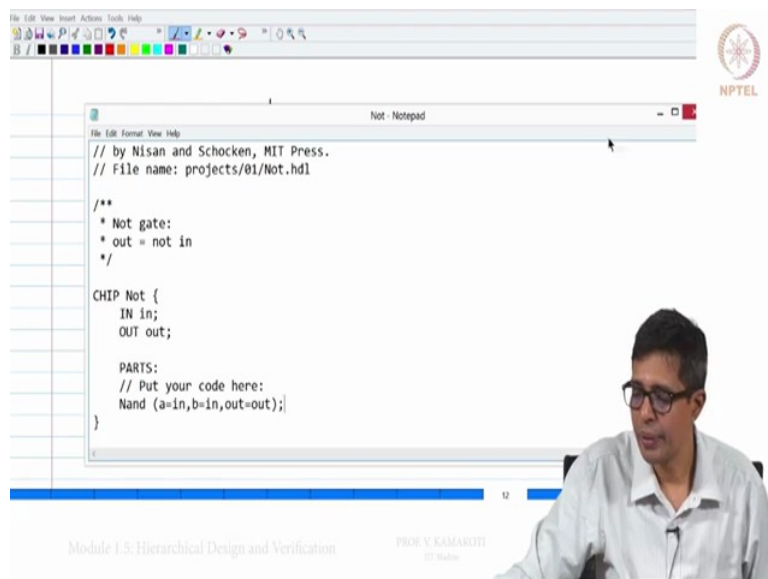 File Edit View Insert Actions Tools Help
B I
NPTEL
Not - Notepad
File Edit Format View Help
// by Nisan and Schocken, MIT Press.
// File name: projects/01/Not.hdl
/**
* Not gate:
* out = not in
*/
CHIP Not {
IN in;
OUT out;
PARTS:
// Put your code here:
Nand (a=in,b=in,out=out);
}
12
Module 1.5: Hierarchical Design and Verification
PROF. V. KAMAKOTI
IIT Madras